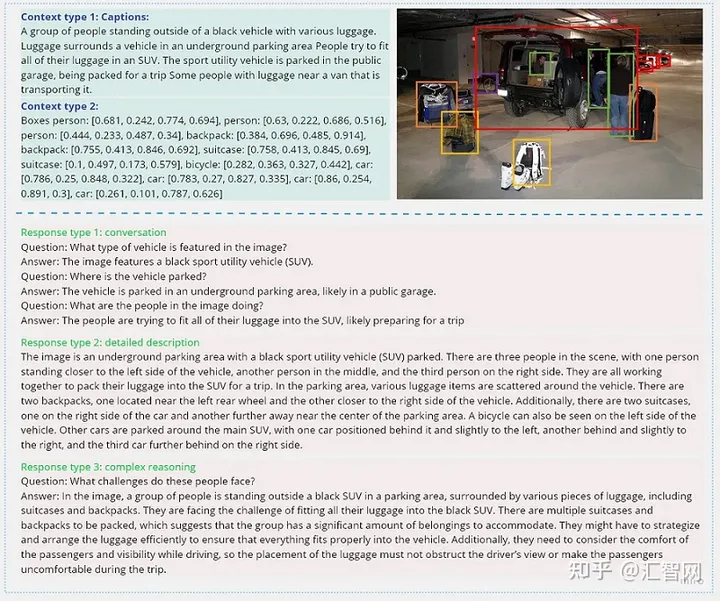 Context type 1: Captions:
A group of people standing outside of a black vehicle with various luggage.
Luggage surrounds a vehicle in an underground parking area People try to fit
all of their luggage in an SUV. The sport utility vehicle is parked in the public
garage, being packed for a trip Some people with luggage near a van that is
transporting it.
Context type 2:
Boxes person: [0.681, 0.242, 0.774, 0.694], person: [0.63, 0.222, 0.686, 0.516],
person: [0.444, 0.233, 0.487, 0.34], backpack: [0.384, 0.696, 0.485, 0.914],
backpack: [0.755, 0.413, 0.846, 0.692], suitcase: [0.758, 0.413, 0.845, 0.69],
suitcase: [0.1, 0.497, 0.173, 0.579], bicycle: [0.282, 0.363, 0.327, 0.442], car:
[0.786, 0.25, 0.848, 0.322], car: [0.783, 0.27, 0.827, 0.335], car: [0.86, 0.254,
0.891, 0.3], car: [0.261, 0.101, 0.787, 0.626]
Response type 1: conversation
Question: What type of vehicle is featured in the image?
Answer: The image features a black sport utility vehicle (SUV).
Question: Where is the vehicle parked?
Answer: The vehicle is parked in an underground parking area, likely in a public garage.
Question: What are the people in the image doing?
Answer: The people are trying to fit all of their luggage into the SUV, likely preparing for a trip
Response type 2: detailed description
The image is an underground parking area with a black sport utility vehicle (SUV) parked. There are three people in the scene, with one person
standing closer to the left side of the vehicle, another person in the middle, and the third person on the right side. They are all working
together to pack their luggage into the SUV for a trip. In the parking area, various luggage items are scattered around the vehicle. There are
two backpacks, one located near the left rear wheel and the other closer to the right side of the vehicle. Additionally, there are two suitcases,
one on the right side of the car and another further away near the center of the parking area. A bicycle can also be seen on the left side of the
vehicle. Other cars are parked around the main SUV, with one car positioned behind it and slightly to the left, another behind and slightly to
the right, and the third car further behind on the right side.
Response type 3: complex reasoning
Question: What challenges do these people face?
Answer: In the image, a group of people is standing outside a black SUV in a parking area, surrounded by various pieces of luggage, including
suitcases and backpacks. They are facing the challenge of fitting all their luggage into the black SUV. There are multiple suitcases and
backpacks to be packed, which suggests that the group has a significant amount of belongings to accommodate. They might have to strategize
and arrange the luggage efficiently to ensure that everything fits properly into the vehicle. Additionally, they need to consider the comfort of
the passengers and visibility while driving, so the placement of the luggage must not obstruct the driver's view or make the passengers
uncomfortable during the trip.
知乎 @汇智网